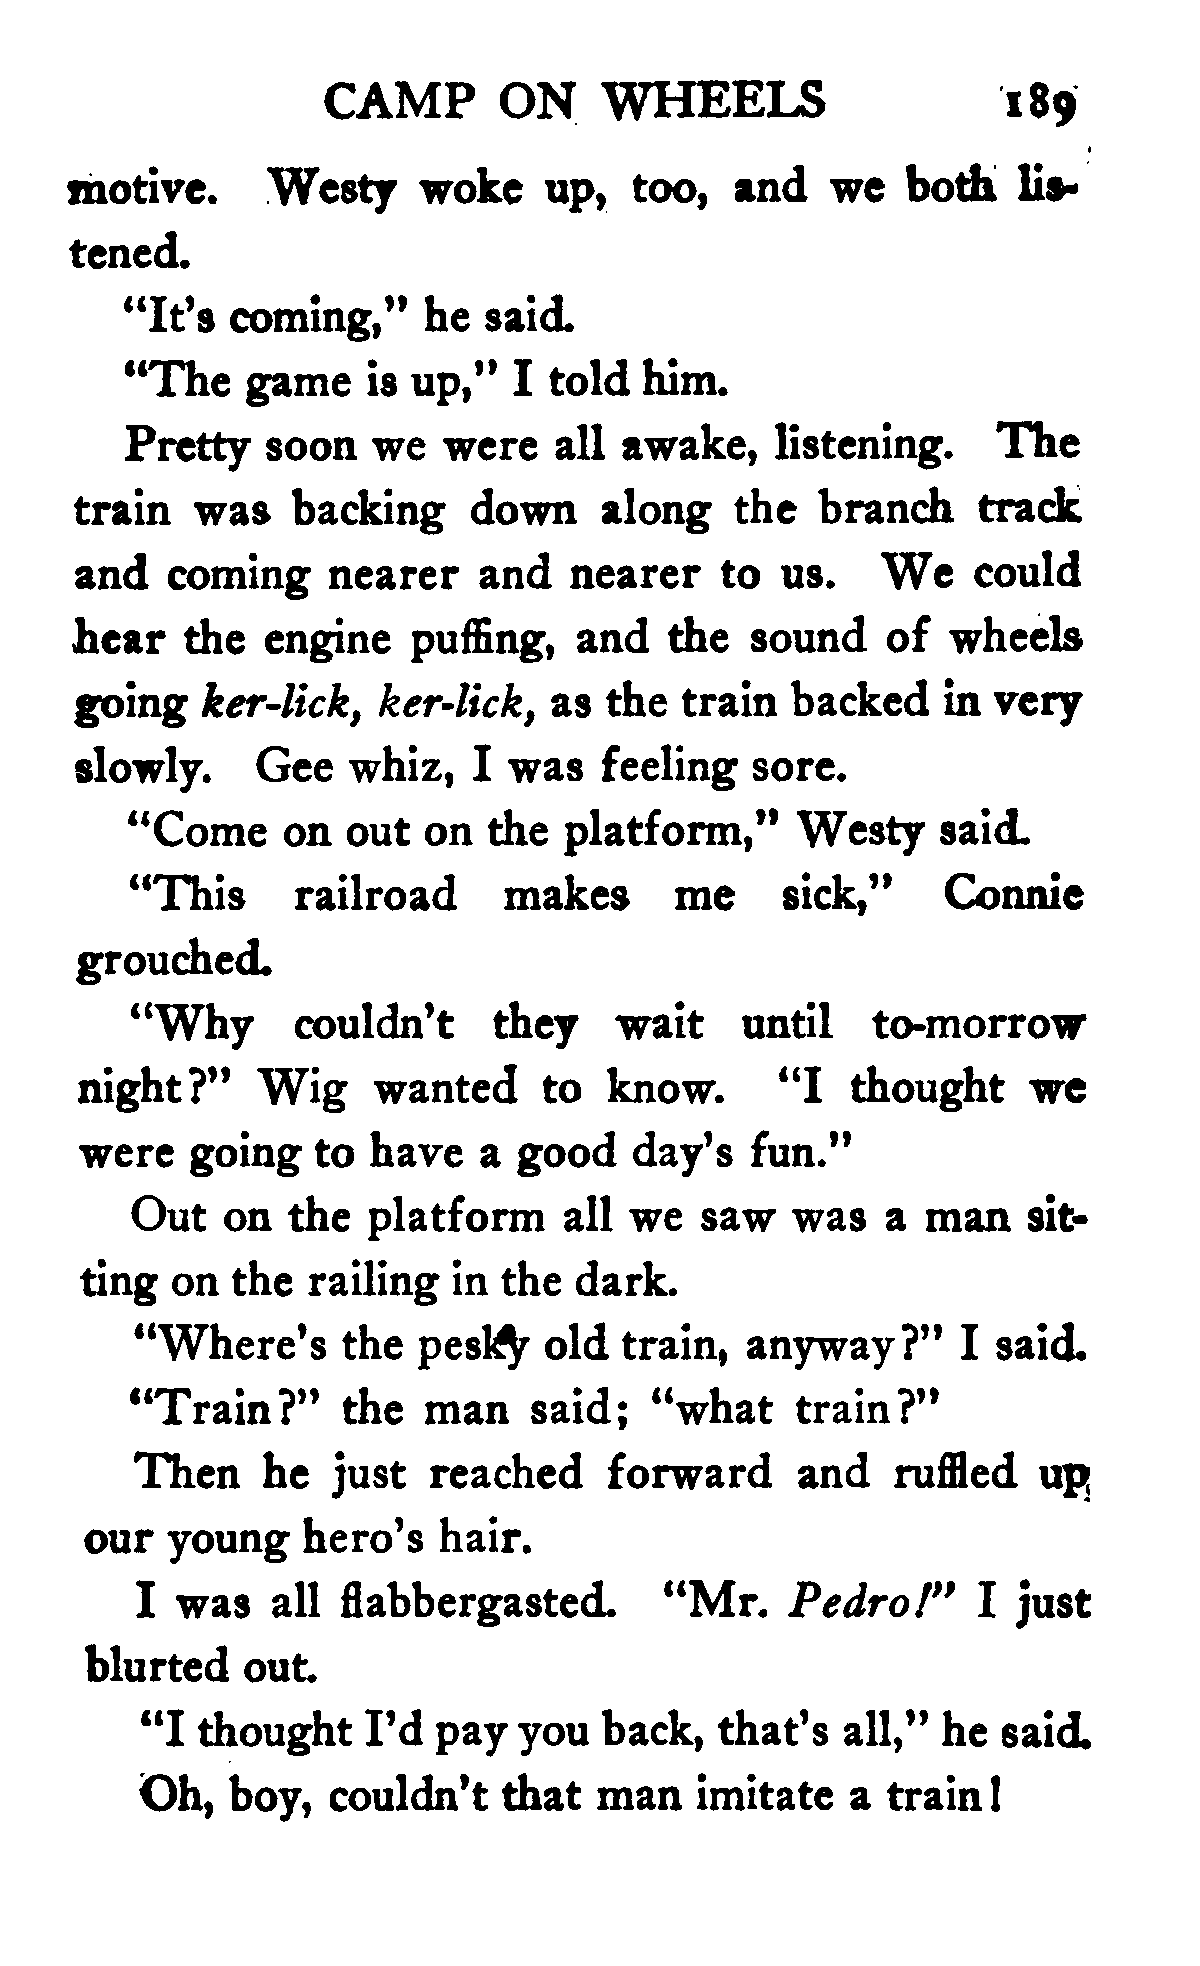 CAMP ON WHEELS 189
motive. Westy woke up, too, and we both lis-
tened.
"It's coming," he said.
"The game is up," I told him.
Pretty soon we were all awake, listening. The
train was backing down along the branch track
and coming nearer and nearer to us. We could
hear the engine puffing, and the sound of wheels
going ker-lick, ker-lick, as the train backed in very
slowly. Gee whiz, I was feeling sore.
"Come on out on the platform," Westy said.
"This railroad makes me sick," Connie
grouched.
"Why couldn't they wait until to-morrow
night?" Wig wanted to know. "I thought we
were going to have a good day's fun."
Out on the platform all we saw was a man sit-
ting on the railing in the dark.
"Where's the pesky old train, anyway?" I said.
"Train?" the man said; "what train?"
Then he just reached forward and ruffled up
our young hero's hair.
I was all flabbergasted. "Mr. Pedro!" I just
blurted out.
"I thought I'd pay you back, that's all," he said.
Oh, boy, couldn't that man imitate a train!